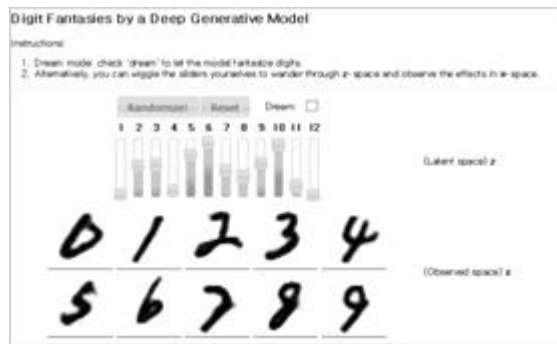 Digit Fantasies by a Deep Generative Model
Instructions:
1. Dream mode: check 'dream' to let the model fantasize digits.
2. Alternatively, you can wiggle the sliders yourselves to wander through z-space and observe the effects in x-space.
Randomize! Reset Dream:
1 2 3 4 5 6 7 8 9 10 11 12
(Latent space) z
0 1 2 3 4
(Observed space) x
5 6 7 8 9